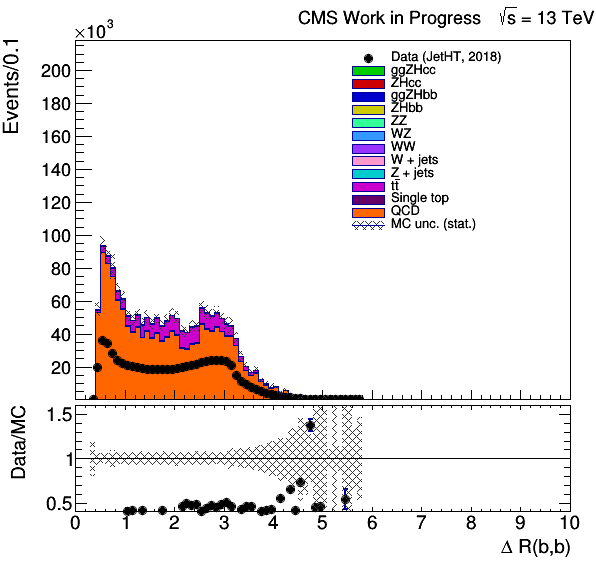 CMS Work in Progress √s = 13 TeV
×10³
Events/0.1
Data (JetHT, 2018)
ggZHcc
ZHcc
ggZHbb
ZHbb
ZZ
WZ
WW
W + jets
Z + jets
tt̄
Single top
QCD
MC unc. (stat.)
200
180
160
140
120
100
80
60
40
20
Data/MC
1.5
1
0.5
0 1 2 3 4 5 6 7 8 9 10
Δ R(b,b)